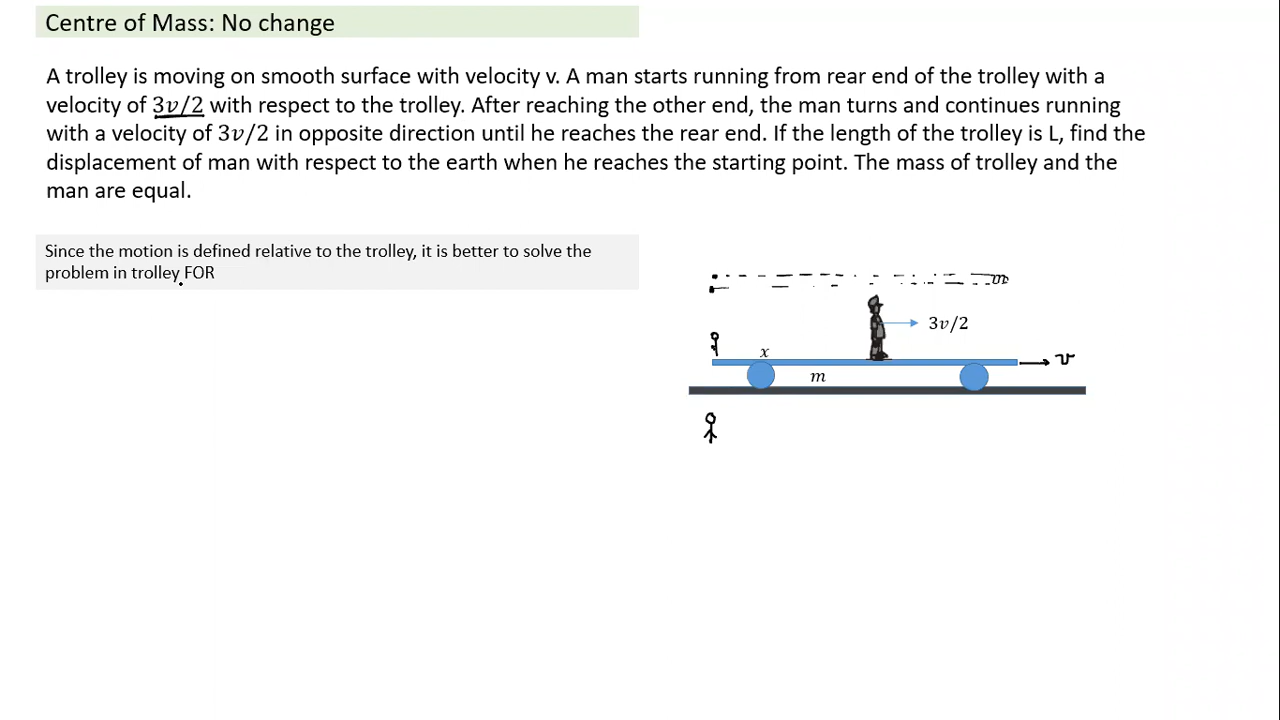 Centre of Mass: No change
A trolley is moving on smooth surface with velocity v. A man starts running from rear end of the trolley with a
velocity of 3v/2 with respect to the trolley. After reaching the other end, the man turns and continues running
with a velocity of 3v/2 in opposite direction until he reaches the rear end. If the length of the trolley is L, find the
displacement of man with respect to the earth when he reaches the starting point. The mass of trolley and the
man are equal.
Since the motion is defined relative to the trolley, it is better to solve the
problem in trolley FOR
m
3v/2
x
v
m